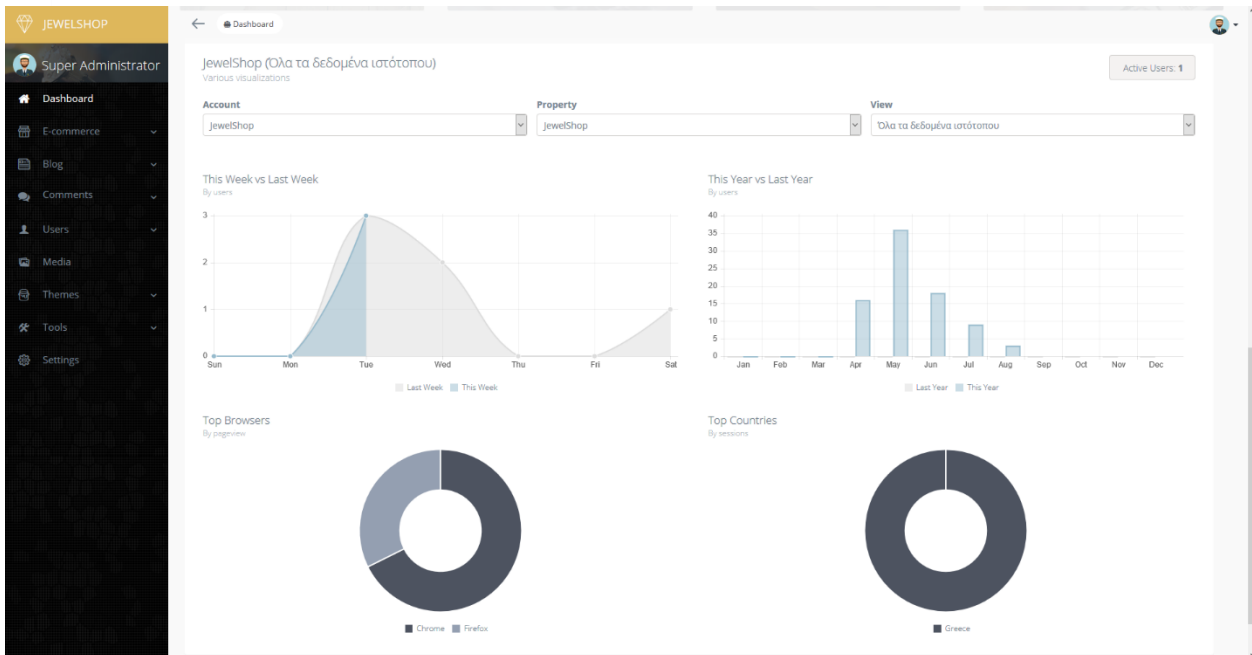 JEWELSHOP
Dashboard
Super Administrator
Dashboard
E-commerce
Blog
Comments
Users
Media
Themes
Tools
Settings
JewelShop (Όλα τα δεδομένα ιστότοπου)
Various visualizations
Active Users: 1
Account
Property
View
JewelShop
JewelShop
Όλα τα δεδομένα ιστότοπου
This Week vs Last Week
By users
3
2
1
0
Sun Mon Tue Wed Thu Fri Sat
Last Week This Week
This Year vs Last Year
By users
40
35
30
25
20
15
10
5
0
Jan Feb Mar Apr May Jun Jul Aug Sep Oct Nov Dec
Last Year This Year
Top Browsers
By pageview
Chrome Firefox
Top Countries
By sessions
Greece